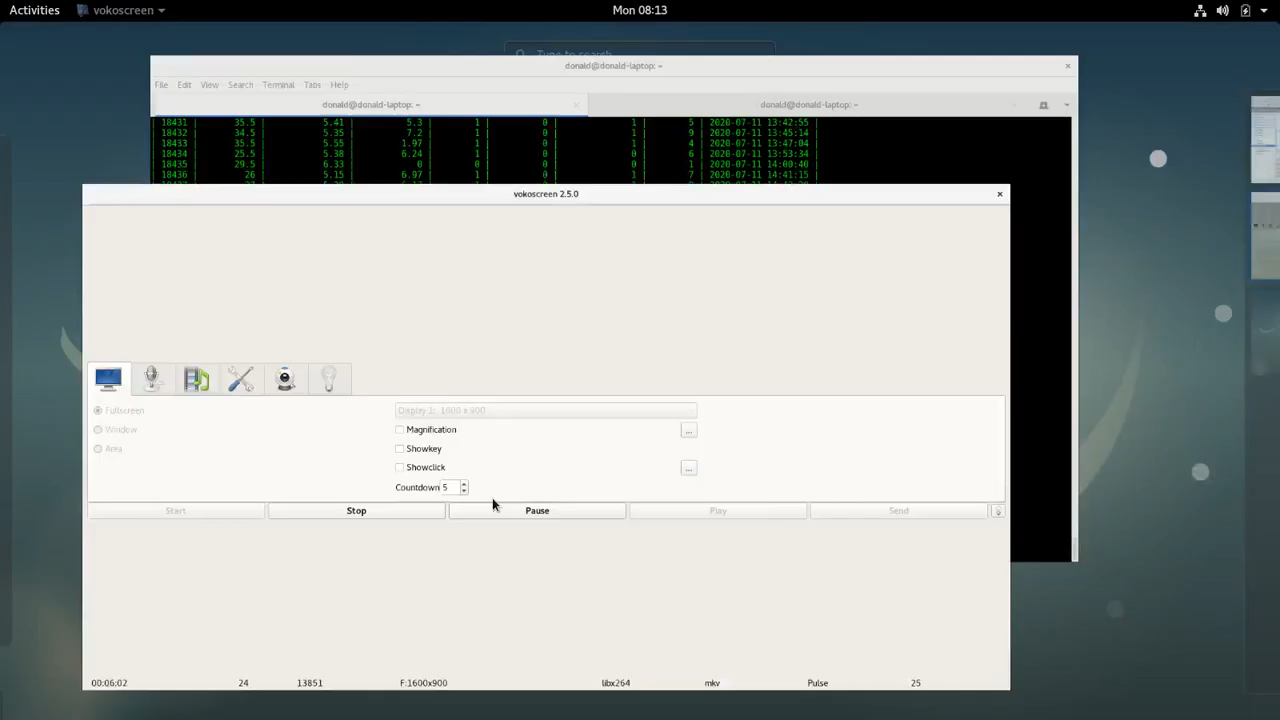 Activities vokoscreen Mon 08:13
donald@donald-laptop: ~
File Edit View Search Terminal Tabs Help
donald@donald-laptop: ~ donald@donald-laptop: ~
| 18431 | 35.5 | 5.41 | 5.3 | 1 | 0 | 1 | 5 | 2020-07-11 13:42:55 |
| 18432 | 34.5 | 5.35 | 7.2 | 1 | 0 | 1 | 9 | 2020-07-11 13:45:14 |
| 18433 | 35.5 | 5.55 | 1.97 | 1 | 0 | 1 | 4 | 2020-07-11 13:47:04 |
| 18434 | 25.5 | 5.38 | 6.24 | 1 | 0 | 0 | 6 | 2020-07-11 13:53:34 |
| 18435 | 29.5 | 6.33 | 0 | 0 | 0 | 0 | 1 | 2020-07-11 14:00:40 |
| 18436 | 26 | 5.15 | 6.97 | 1 | 0 | 1 | 7 | 2020-07-11 14:41:15 |
vokoscreen 2.5.0
Fullscreen Display 1: 1600 x 900
Window Magnification ...
Area Showkey
Showclick ...
Countdown 5
Start Stop Pause Play Send
00:06:02 24 13851 F:1600x900 libx264 mkv Pulse 25